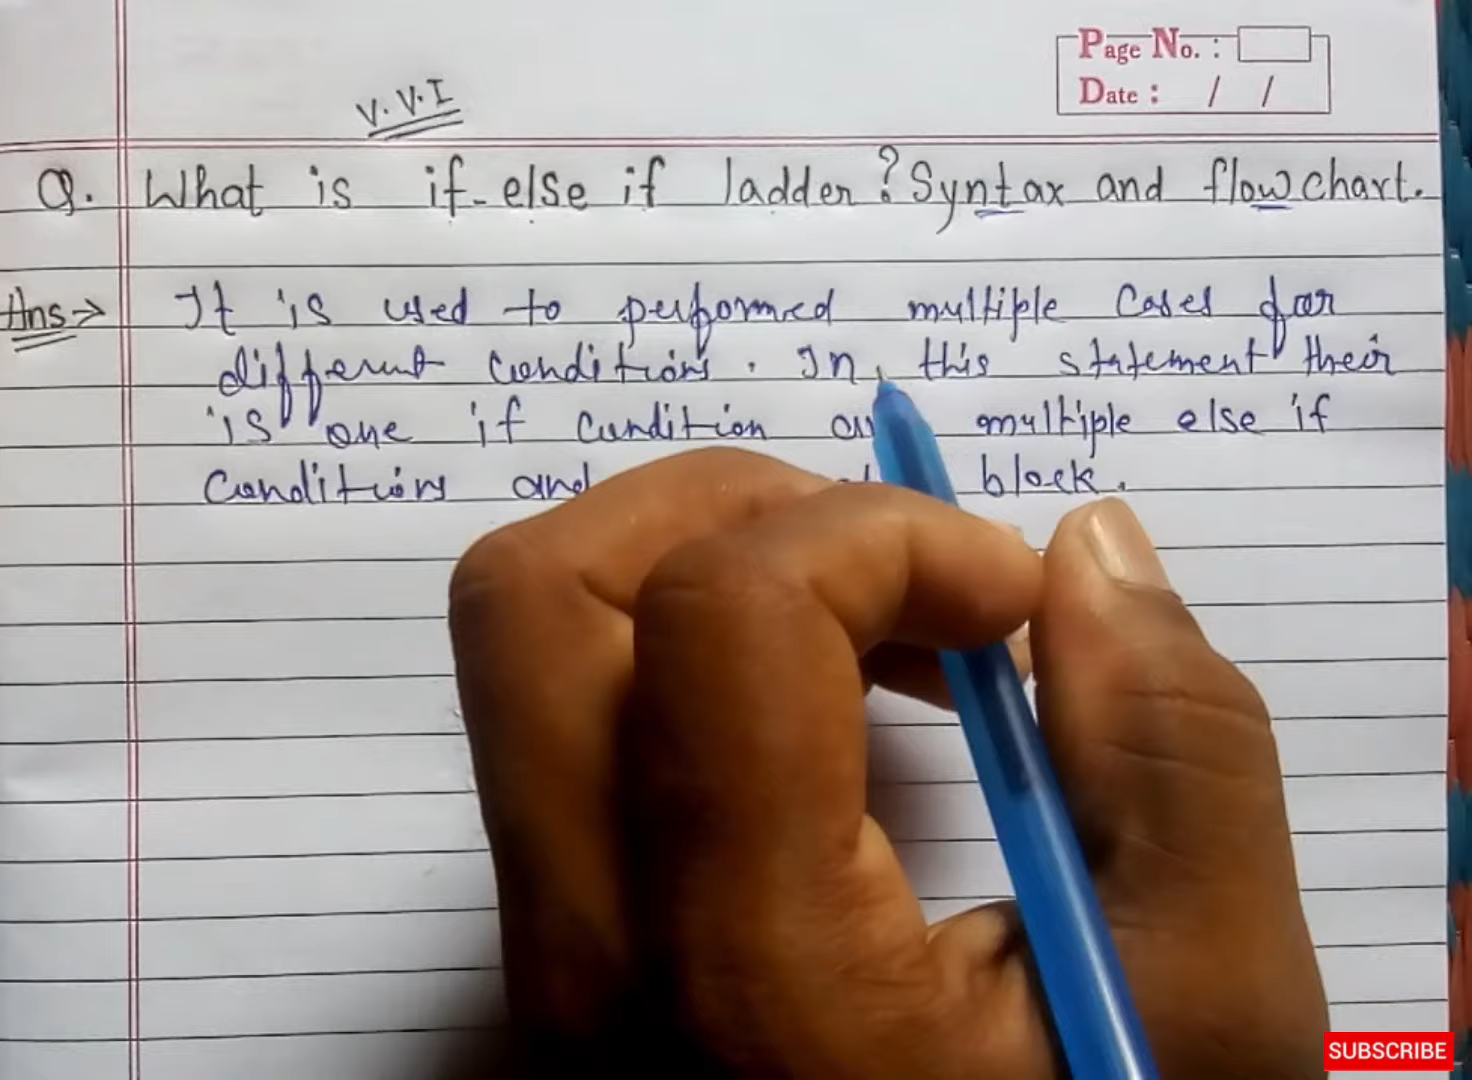 Page No. :
Date : / /
V.V.I
Q. What is if-else if ladder? Syntax and flowchart.
Ans→ It is used to performed multiple cases for
different conditions. In this statement their
is one if condition multiple else if
conditions and block.
SUBSCRIBE